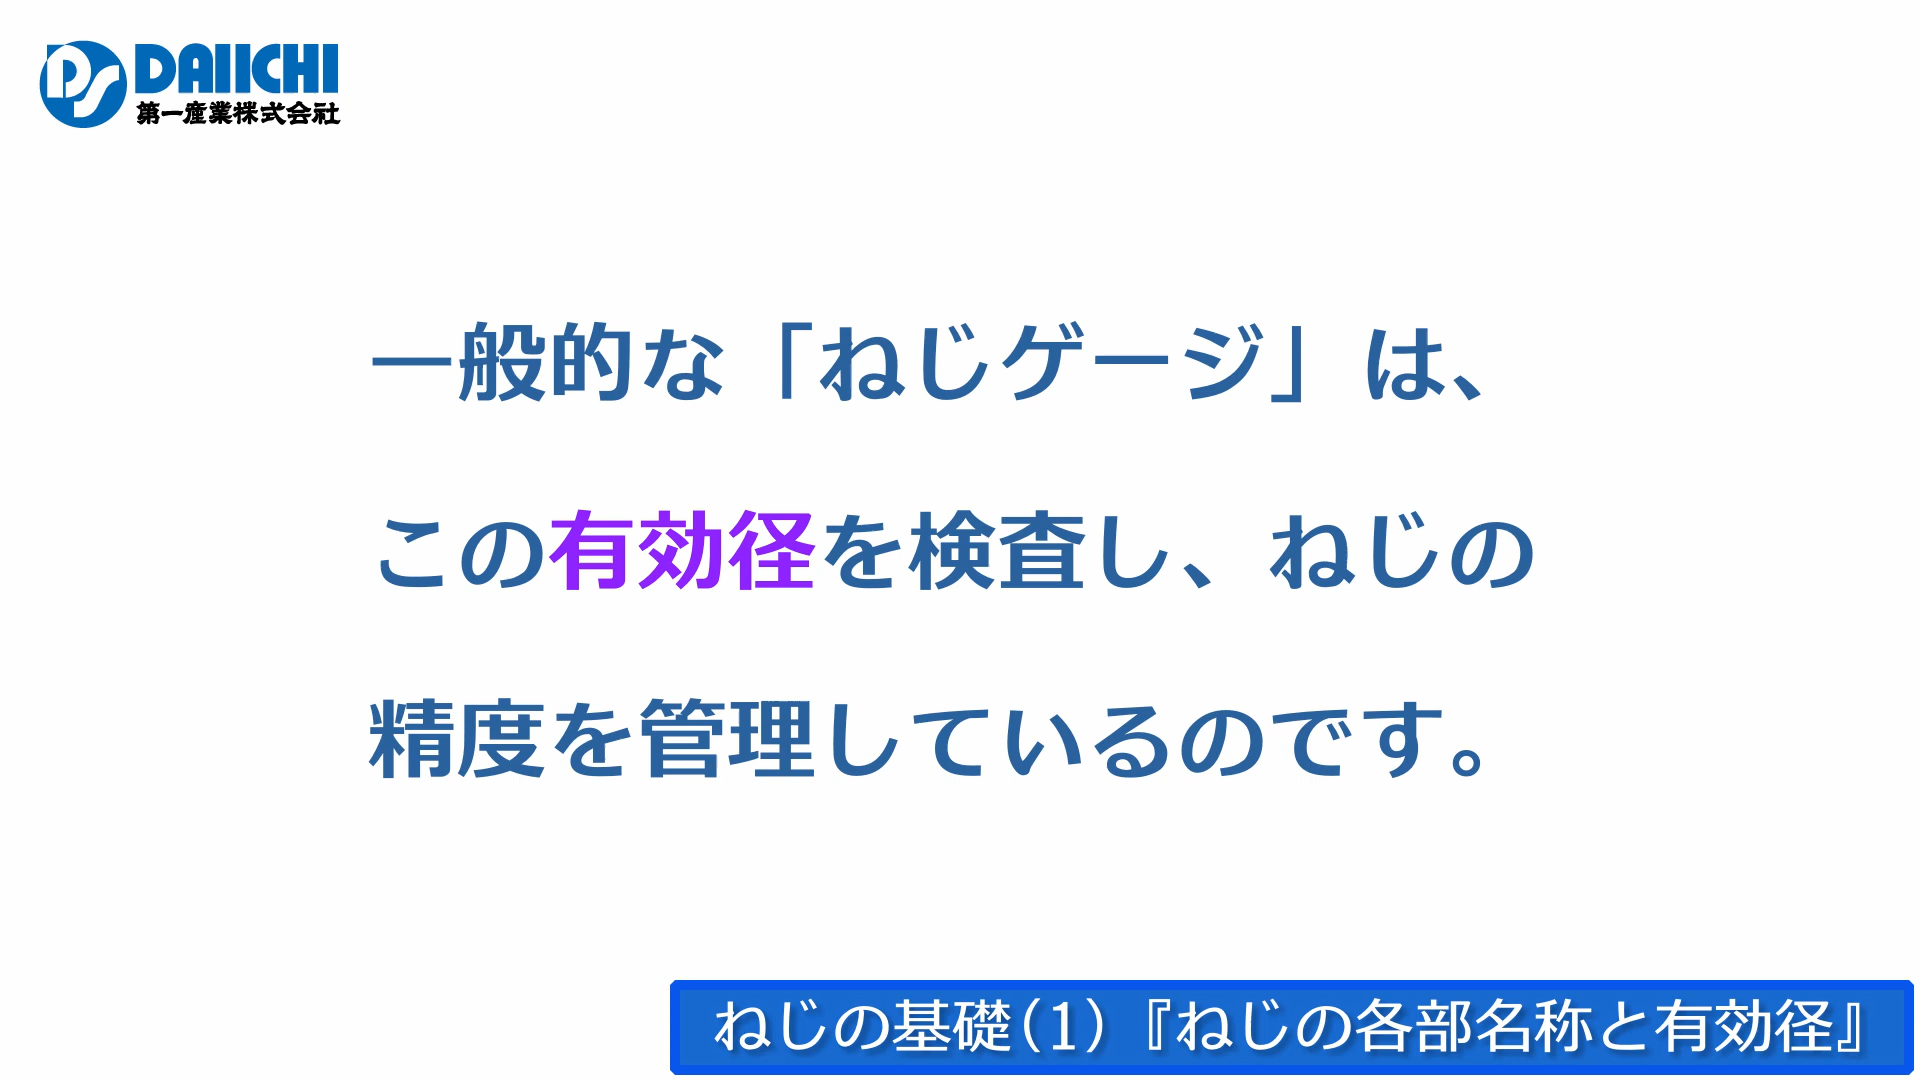 DAIICHI
第一産業株式会社
一般的な「ねじゲージ」は、
この有効径を検査し、ねじの
精度を管理しているのです。
ねじの基礎(1)『ねじの各部名称と有効径』